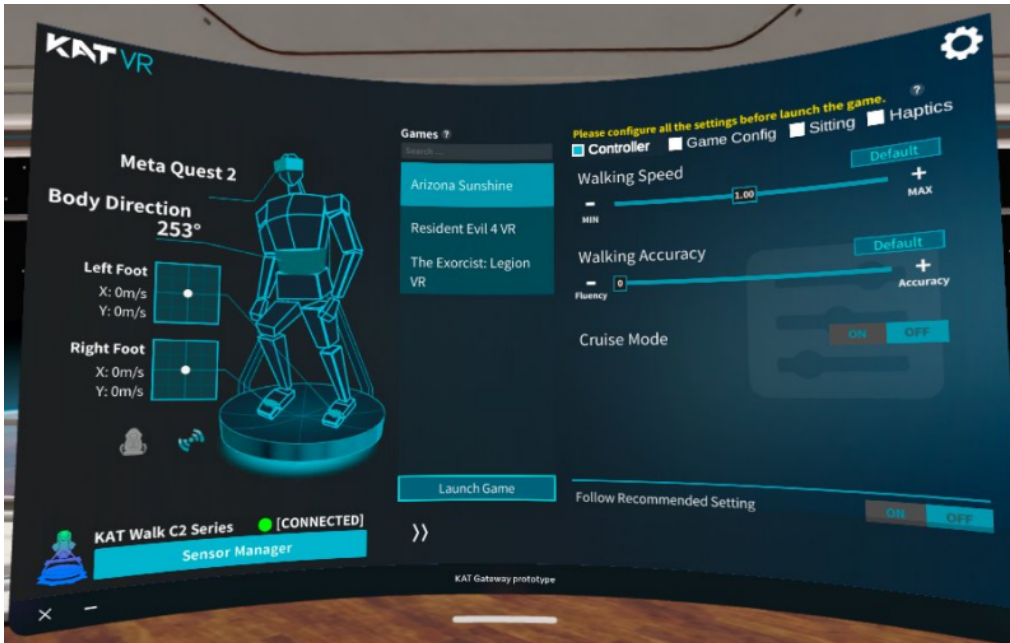 KAT VR
Meta Quest 2
Body Direction
253°
Left Foot
X: 0m/s
Y: 0m/s
Right Foot
X: 0m/s
Y: 0m/s
KAT Walk C2 Series [CONNECTED]
Sensor Manager
Games ?
Search ...
Arizona Sunshine
Resident Evil 4 VR
The Exorcist: Legion
VR
Launch Game
KAT Gateway prototype
?
Please configure all the settings before launch the game.
Controller Game Config Sitting Haptics
Walking Speed Default
- 1.00 +
MIN MAX
Walking Accuracy Default
- 0 +
Fluency Accuracy
Cruise Mode ON OFF
Follow Recommended Setting ON OFF